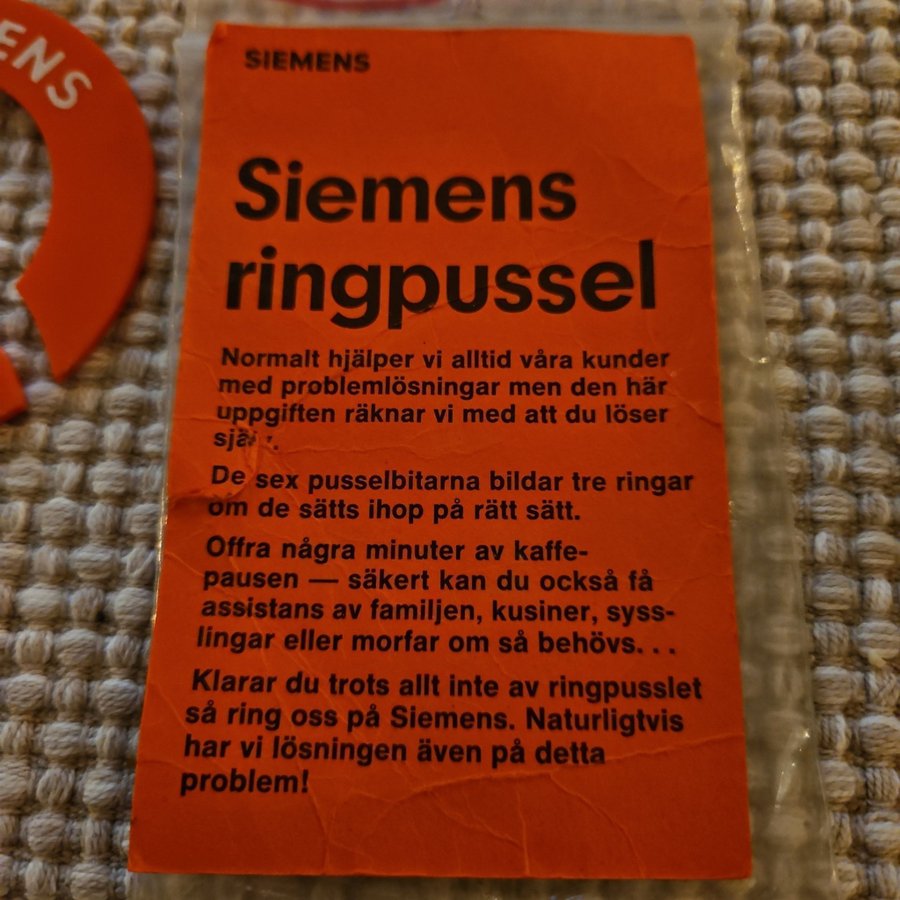 ENS
SIEMENS
Siemens
ringpussel
Normalt hjälper vi alltid våra kunder
med problemlösningar men den här
uppgiften räknar vi med att du löser
De sex pusselbitarna bildar tre ringar
om de sätts ihop på rätt sätt.
Offra några minuter av kaffe-
pausen — säkert kan du också få
assistans av familjen, kusiner, syss-
lingar eller morfar om så behövs. . .
Klarar du trots allt inte av ringpusslet
så ring oss på Siemens. Naturligtvis
har vi lösningen även på detta
problem!